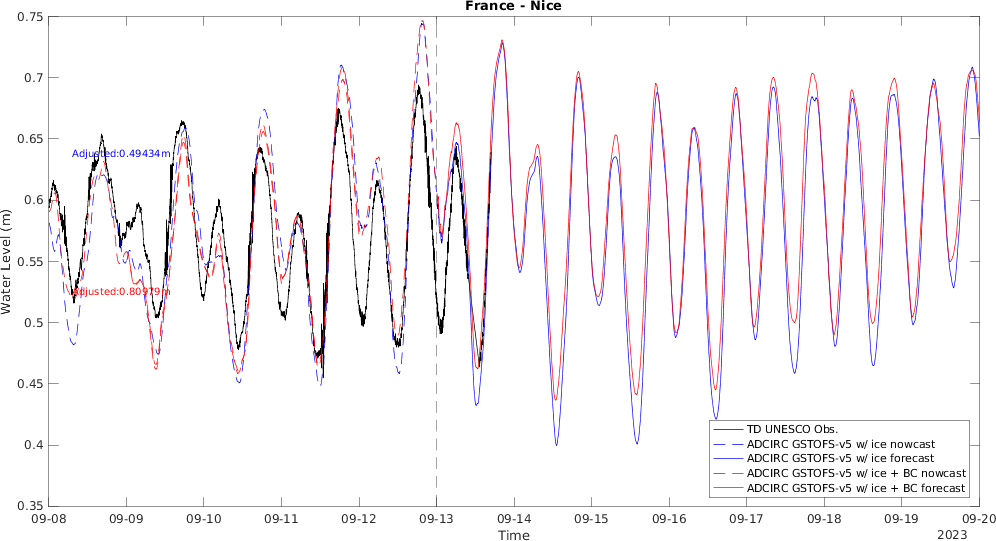 France - Nice
Water Level (m)
0.75
0.7
0.65
0.6
0.55
0.5
0.45
0.4
0.35
Adjusted:0.49434m
Adjusted:0.80979m
TD UNESCO Obs.
ADCIRC GSTOFS-v5 w/ ice nowcast
ADCIRC GSTOFS-v5 w/ ice forecast
ADCIRC GSTOFS-v5 w/ ice + BC nowcast
ADCIRC GSTOFS-v5 w/ ice + BC forecast
09-08 09-09 09-10 09-11 09-12 09-13 09-14 09-15 09-16 09-17 09-18 09-19 09-20
Time
2023